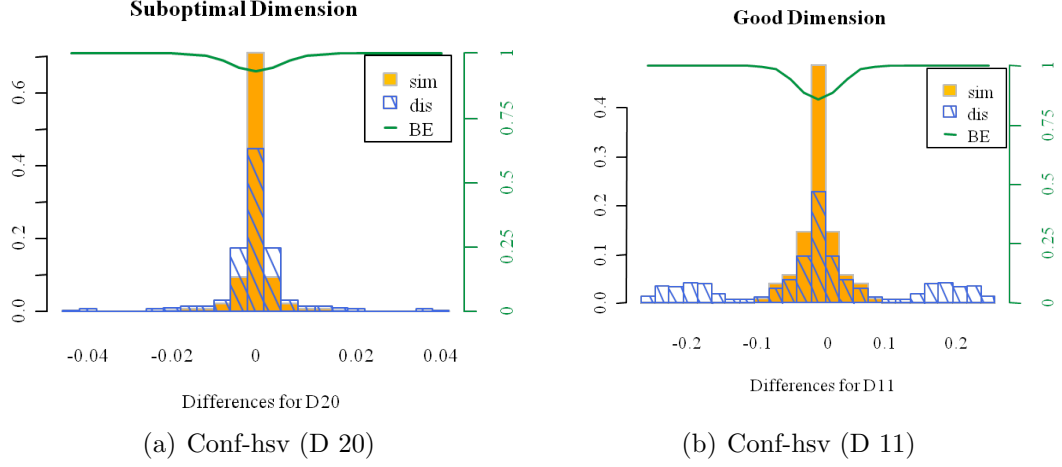 Suboptimal Dimension
0.6
0.4
0.2
0.0
sim
dis
BE
1
0.75
0.5
0.25
0
-0.04
-0.02
0
0.02
0.04
Differences for D20
(a) Conf-hsv (D 20)
Good Dimension
0.4
0.3
0.2
0.1
0.0
sim
dis
BE
1
0.75
0.5
0.25
0
-0.2
-0.1
0
0.1
0.2
Differences for D11
(b) Conf-hsv (D 11)